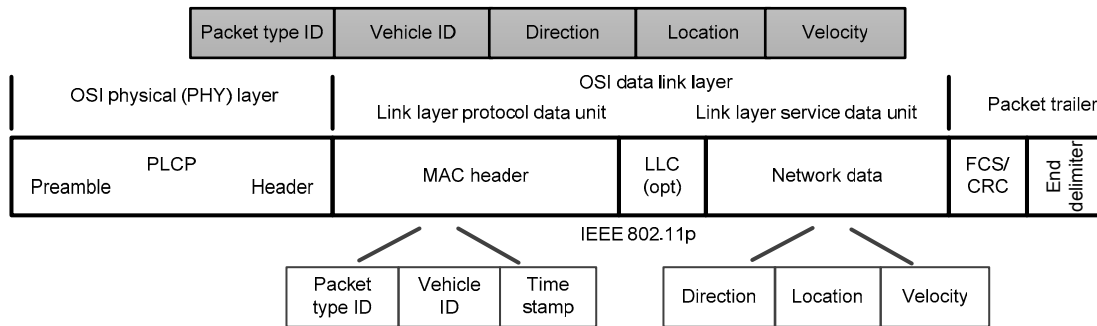 Packet type ID Vehicle ID Direction Location Velocity
OSI physical (PHY) layer
OSI data link layer
Link layer protocol data unit Link layer service data unit
Packet trailer
PLCP
Preamble Header
MAC header
LLC
(opt)
Network data
FCS/
CRC
End
delimiter
IEEE 802.11p
Packet
type ID
Vehicle
ID
Time
stamp
Direction Location Velocity